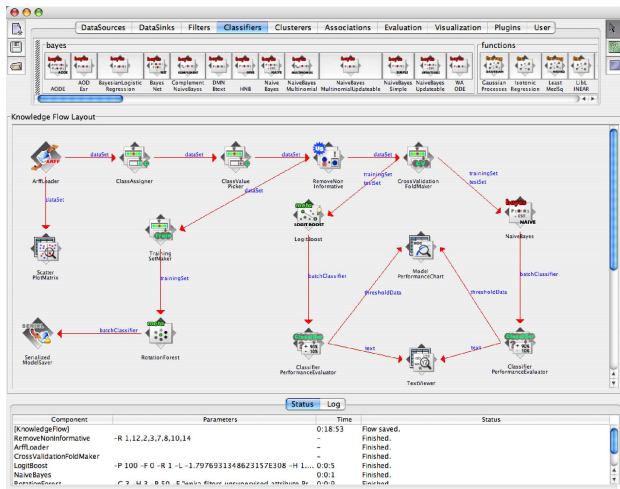 DataSources DataSinks Filters Classifiers Clusterers Associations Evaluation Visualization Plugins User
bayes
functions
AODE
AOD Esr
BayesianLogistic Regression
Bayes Net
Complement NaiveBayes
DMN Btext
HNB
Naive Bayes
NaiveBayes Multinomial
NaiveBayes MultinomialUpdateable
NaiveBayes Simple
NaiveBayes Updateable
WA ODE
Gaussian Processes
Isotonic Regression
Least MedSq
LibL INEAR
Knowledge Flow Layout
dataSet
dataSet
dataSet
dataSet
ArffLoader
ClassAssigner
ClassValue Picker
RemoveNon Informative
CrossValidation FoldMaker
dataSet
dataSet
trainingSet
testSet
trainingSet
testSet
Scatter PlotMatrix
Training SetMaker
LOGITBOOST
LogitBoost
NAIVE
NaiveBayes
Model PerformanceChart
trainingSet
batchClassifier
batchClassifier
thresholdData
thresholdData
batchClassifier
Serialized ModelSaver
RotationForest
Classifier PerformanceEvaluator
text
text
TextViewer
Classifier PerformanceEvaluator
Status Log
Component Parameters Time Status
[KnowledgeFlow] 0:18:53 Flow saved.
RemoveNonInformative -R 1,12,2,3,7,8,10,14 - Finished.
ArffLoader - Finished.
CrossValidationFoldMaker - Finished.
LogitBoost -P 100 -F 0 -R 1 -L -1.7976931348623157E308 -H 1.... 0:0:5 Finished.
NaiveBayes 0:0:1 Finished.